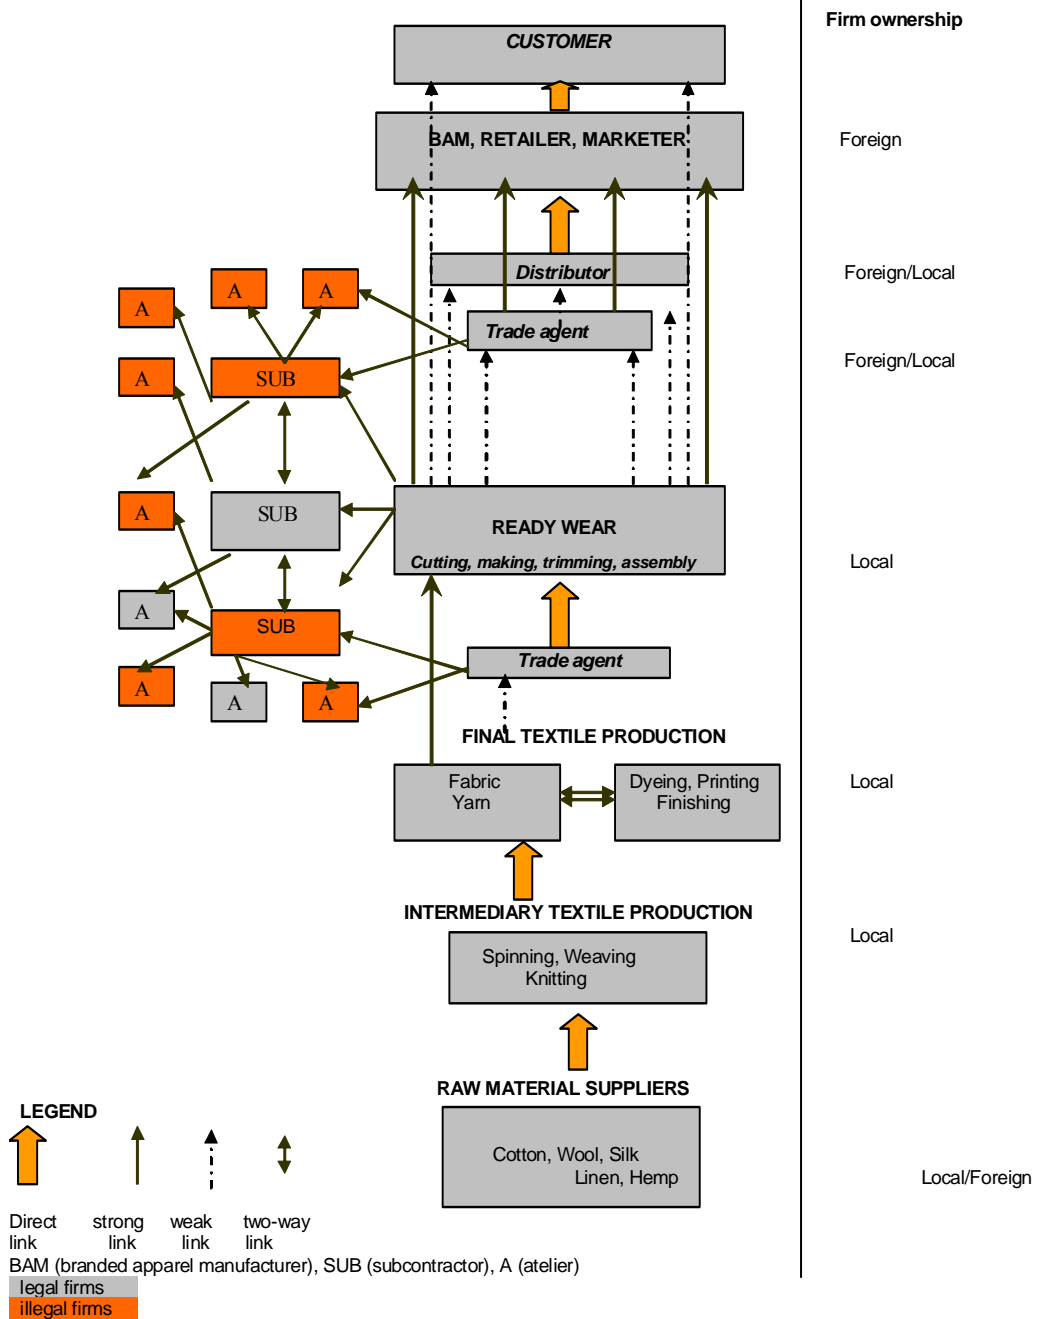 Firm ownership
CUSTOMER
BAM, RETAILER, MARKETER
Foreign
Distributor
Foreign/Local
A
A
A
Trade agent
Foreign/Local
A
SUB
A
SUB
READY WEAR
Cutting, making, trimming, assembly
Local
A
SUB
Trade agent
A
A
A
FINAL TEXTILE PRODUCTION
Fabric
Yarn
Dyeing, Printing
Finishing
Local
INTERMEDIARY TEXTILE PRODUCTION
Local
Spinning, Weaving
Knitting
RAW MATERIAL SUPPLIERS
Cotton, Wool, Silk
Linen, Hemp
Local/Foreign
LEGEND
Direct
link
strong
link
weak
link
two-way
link
BAM (branded apparel manufacturer), SUB (subcontractor), A (atelier)
legal firms
illegal firms